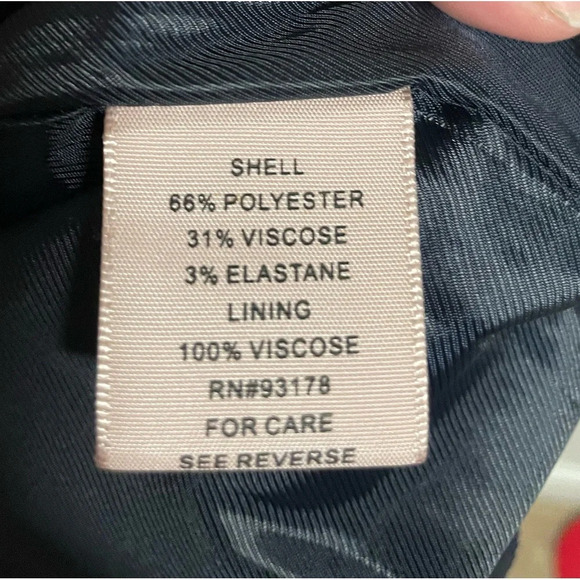 SHELL
66% POLYESTER
31% VISCOSE
3% ELASTANE
LINING
100% VISCOSE
RN#93178
FOR CARE
SEE REVERSE